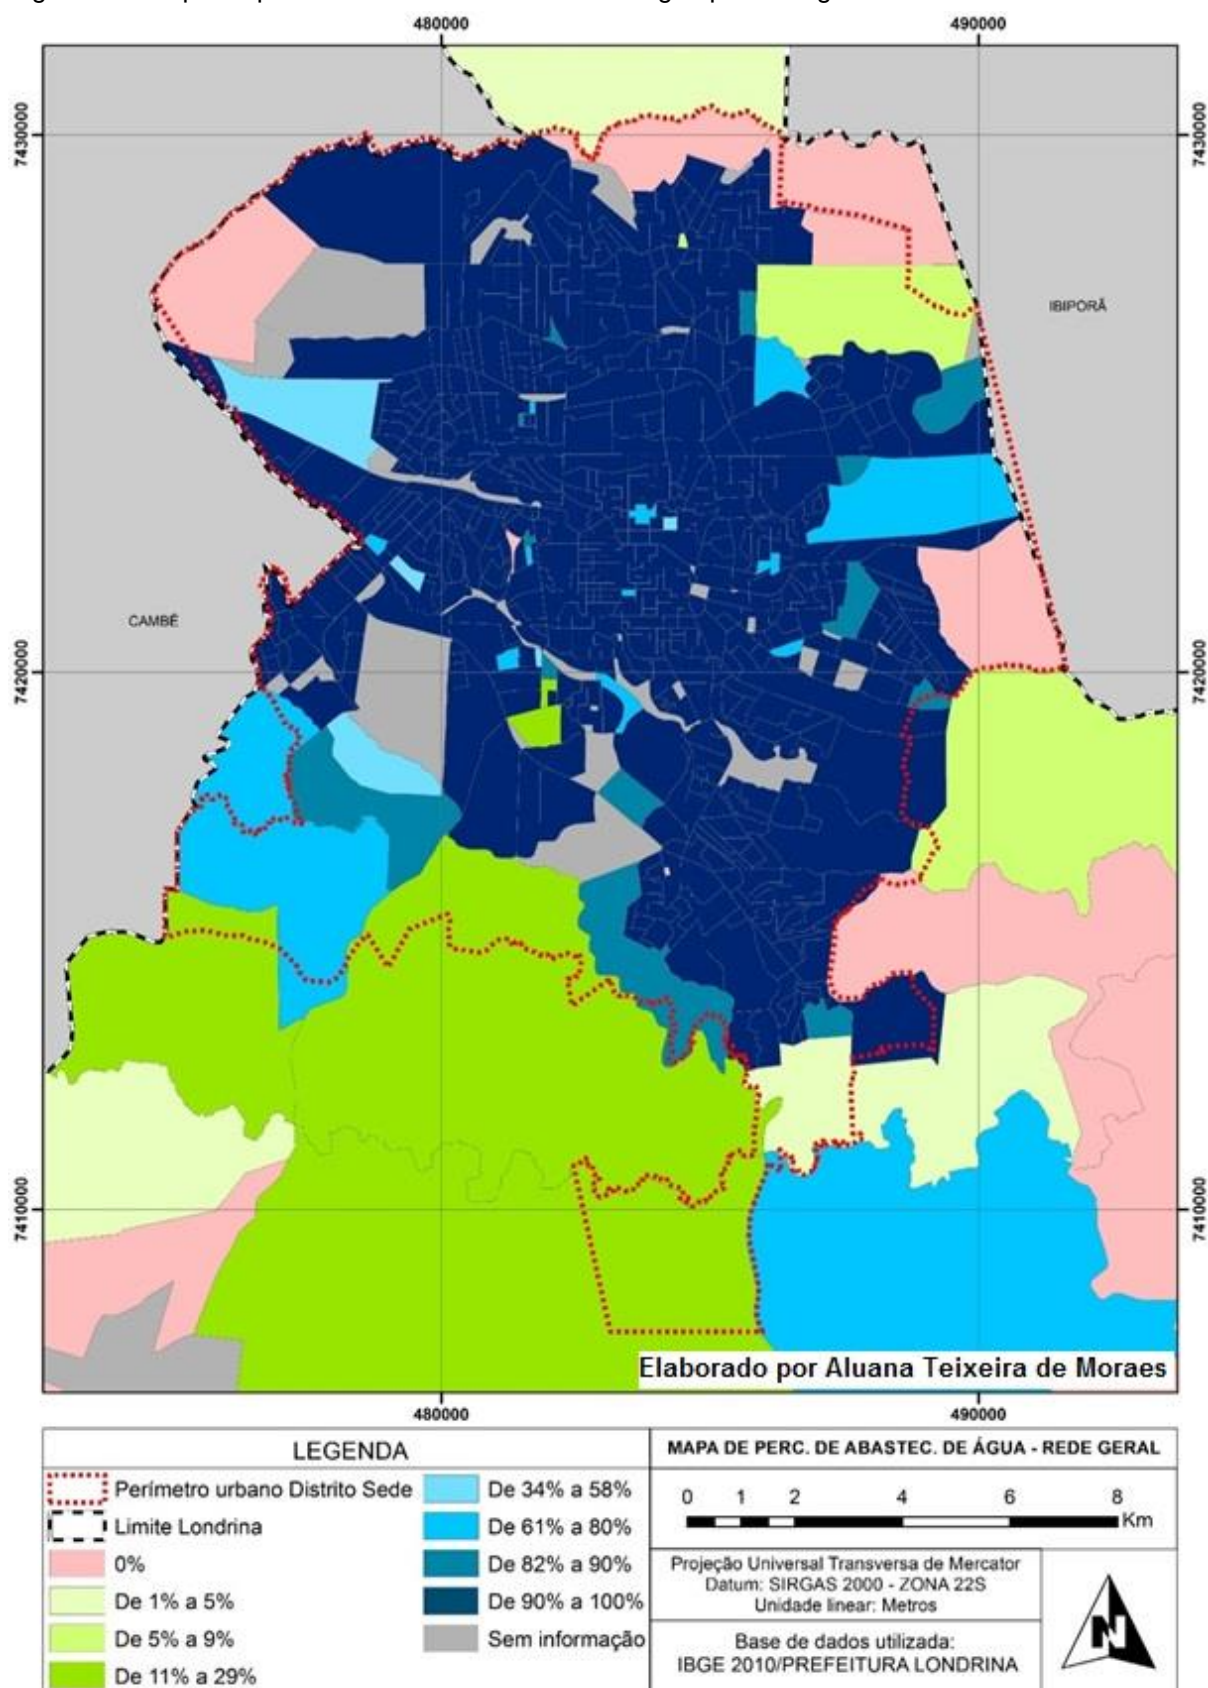 480000
490000
7430000
7430000
IBIPORÃ
CAMBÉ
7420000
7420000
7410000
7410000
Elaborado por Aluana Teixeira de Moraes
480000
490000
LEGENDA
Perímetro urbano Distrito Sede
Limite Londrina
0%
De 1% a 5%
De 5% a 9%
De 11% a 29%
De 34% a 58%
De 61% a 80%
De 82% a 90%
De 90% a 100%
Sem informação
MAPA DE PERC. DE ABASTEC. DE ÁGUA - REDE GERAL
0 1 2 4 6 8
Km
Projeção Universal Transversa de Mercator
Datum: SIRGAS 2000 - ZONA 22S
Unidade linear: Metros
Base de dados utilizada:
IBGE 2010/PREFEITURA LONDRINA
N